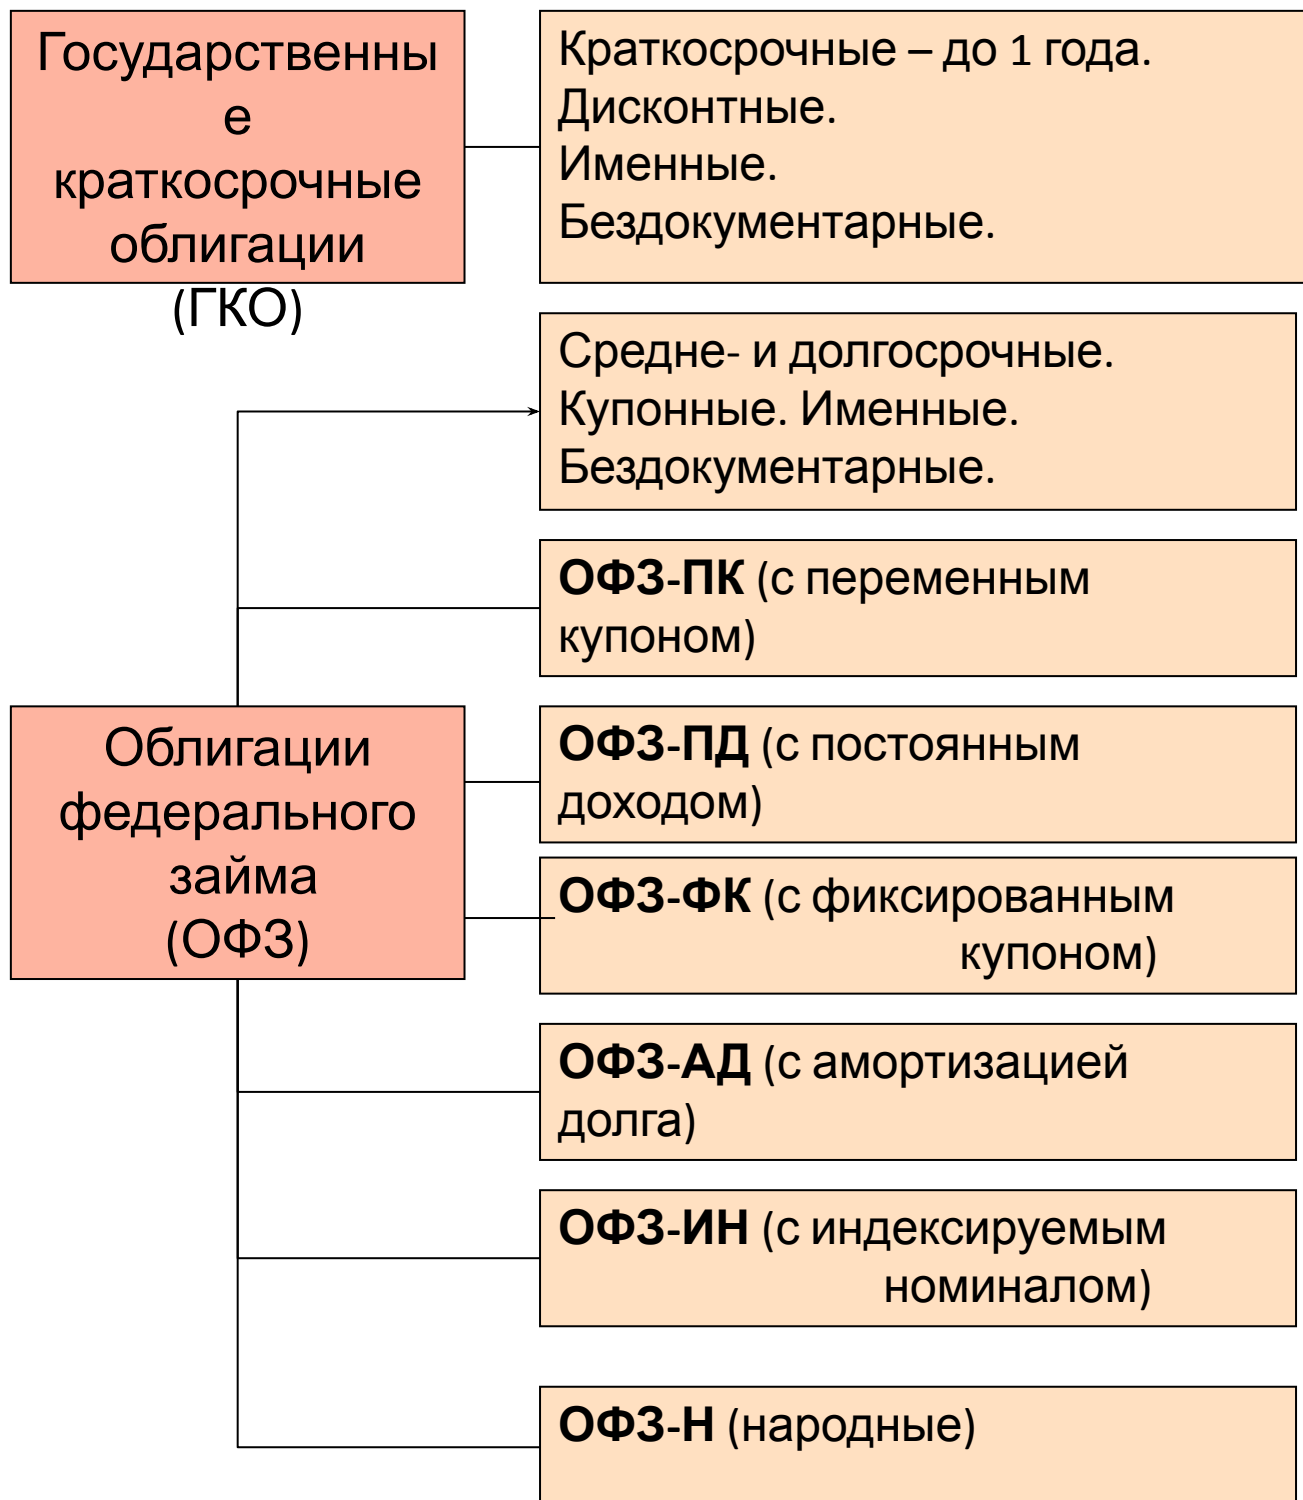 Государственны
е
краткосрочные
облигации
(ГКО)
Краткосрочные – до 1 года.
Дисконтные.
Именные.
Бездокументарные.
Средне- и долгосрочные.
Купонные. Именные.
Бездокументарные.
ОФЗ-ПК (с переменным
купоном)
Облигации
федерального
займа
(ОФЗ)
ОФЗ-ПД (с постоянным
доходом)
ОФЗ-ФК (с фиксированным
купоном)
ОФЗ-АД (с амортизацией
долга)
ОФЗ-ИН (с индексируемым
номиналом)
ОФЗ-Н (народные)